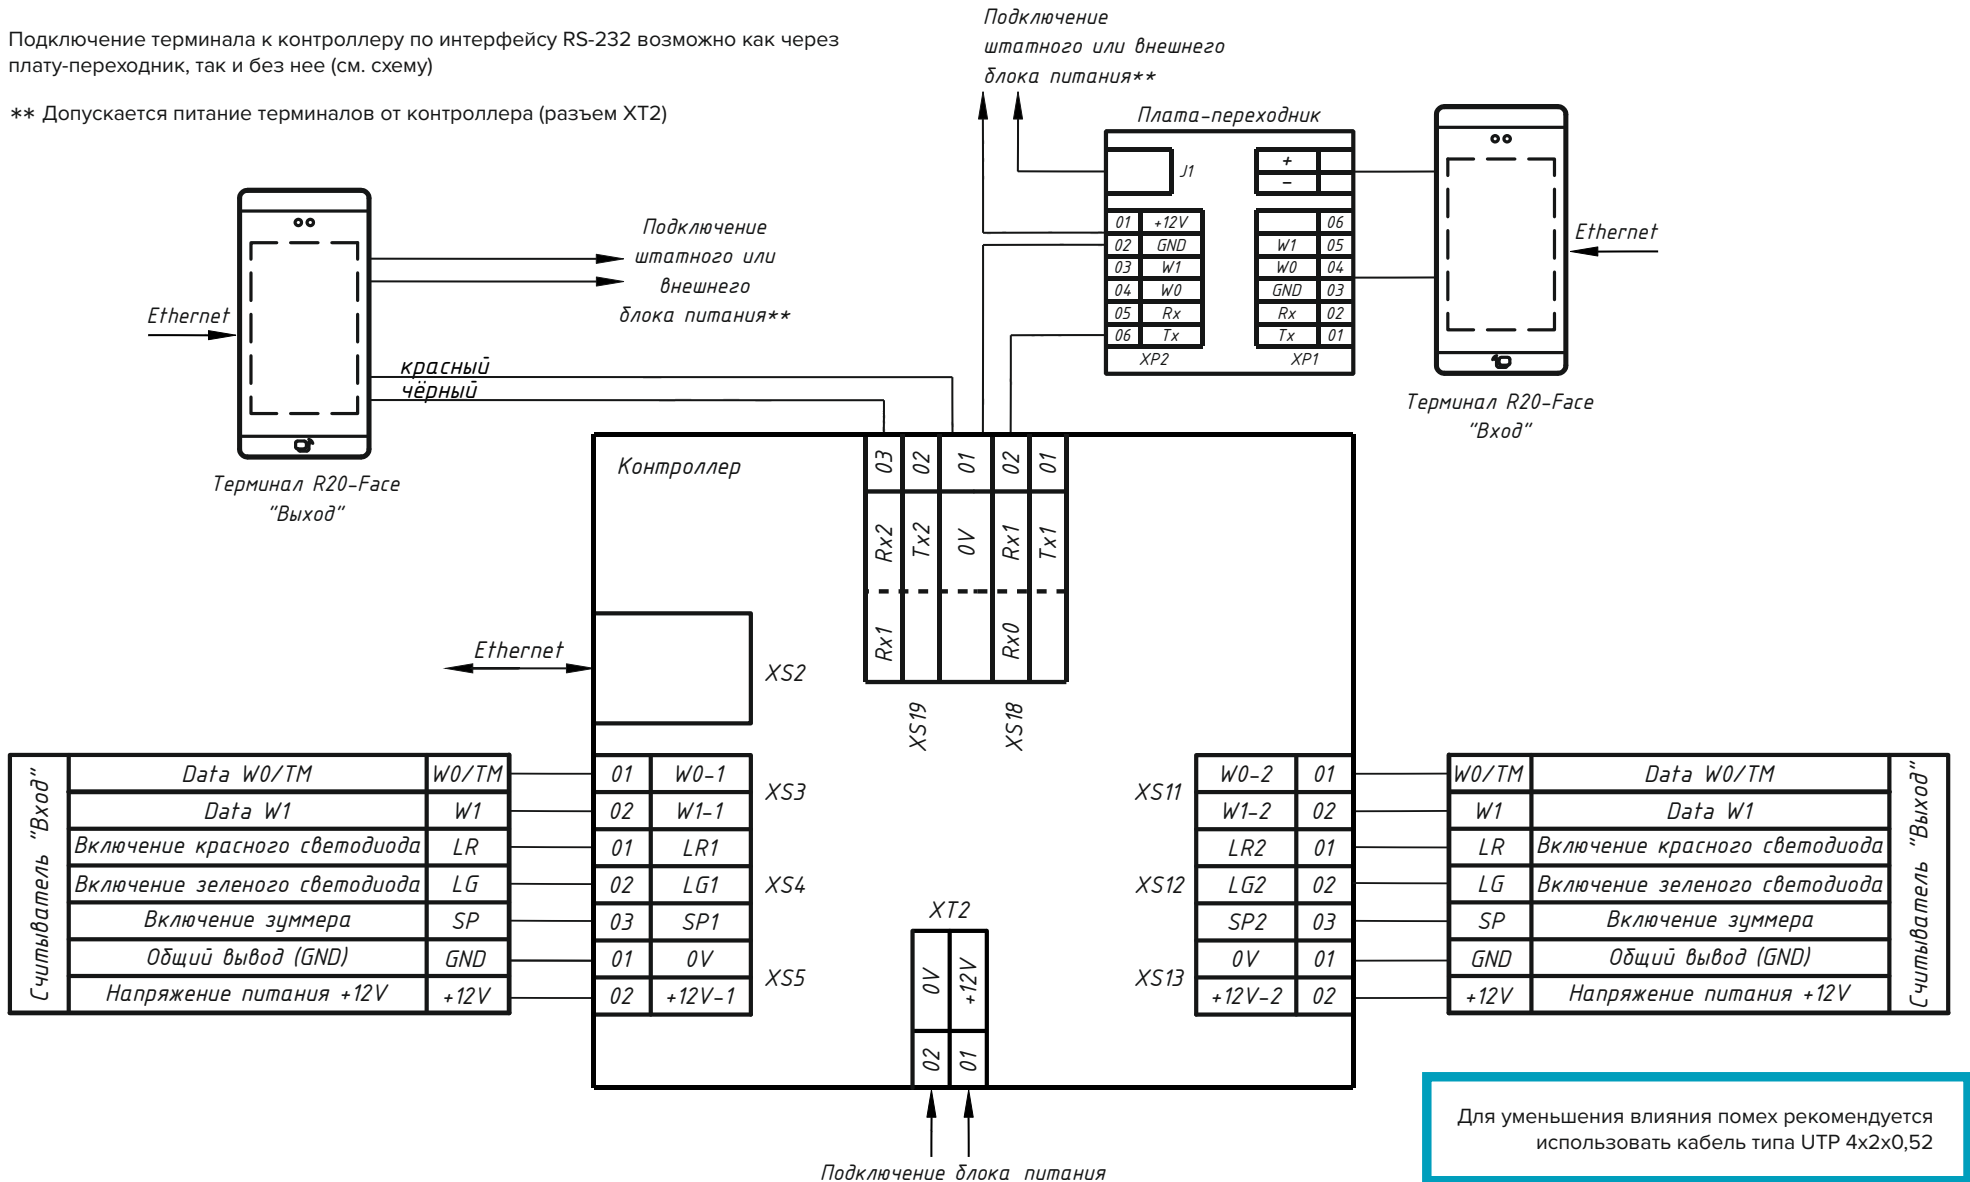 Подключение терминала к контроллеру по интерфейсу RS-232 возможно как через
плату-переходник, так и без нее (см. схему)
** Допускается питание терминалов от контроллера (разъем XT2)
Подключение
штатного или внешнего
блока питания**
Плата-переходник
J1
+
–
01 +12V
02 GND
03 W1
04 W0
05 Rx
06 Tx
XP2
06
W1 05
W0 04
GND 03
Rx 02
Tx 01
XP1
Ethernet
Терминал R20-Face
"Вход"
Подключение
штатного или
внешнего
блока питания**
Ethernet
красный
чёрный
Терминал R20-Face
"Выход"
Контроллер
03 02 01 02 01
Rx2 Tx2 0V Rx1 Tx1
Rx1 Rx0
XS19 XS18
Ethernet
XS2
Считыватель "Вход"
Data W0/TM W0/TM 01 W0-1
Data W1 W1 02 W1-1
XS3
Включение красного светодиода LR 01 LR1
Включение зеленого светодиода LG 02 LG1
Включение зуммера SP 03 SP1
XS4
Общий вывод (GND) GND 01 0V
Напряжение питания +12V +12V 02 +12V-1
XS5
XS11
W0-2 01 W0/TM Data W0/TM
W1-2 02 W1 Data W1
XS12
LR2 01 LR Включение красного светодиода
LG2 02 LG Включение зеленого светодиода
SP2 03 SP Включение зуммера
XS13
0V 01 GND Общий вывод (GND)
+12V-2 02 +12V Напряжение питания +12V
Считыватель "Выход"
XT2
0V +12V
02 01
Подключение блока питания
Для уменьшения влияния помех рекомендуется
использовать кабель типа UTP 4x2x0,52